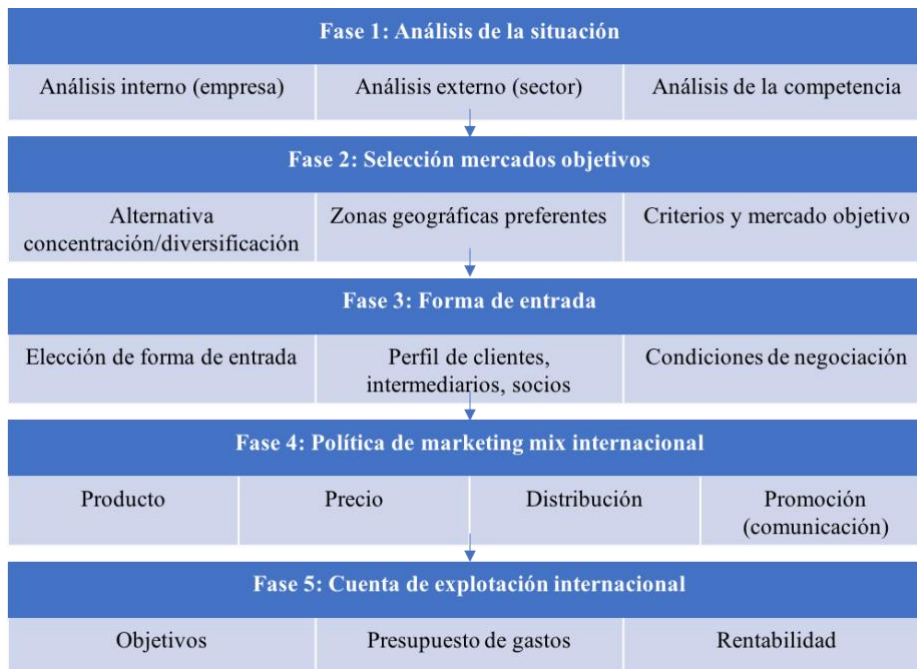 Fase 1: Análisis de la situación
Análisis interno (empresa)
Análisis externo (sector)
Análisis de la competencia
Fase 2: Selección mercados objetivos
Alternativa
concentración/diversificación
Zonas geográficas preferentes
Criterios y mercado objetivo
Fase 3: Forma de entrada
Elección de forma de entrada
Perfil de clientes,
intermediarios, socios
Condiciones de negociación
Fase 4: Política de marketing mix internacional
Producto
Precio
Distribución
Promoción
(comunicación)
Fase 5: Cuenta de explotación internacional
Objetivos
Presupuesto de gastos
Rentabilidad